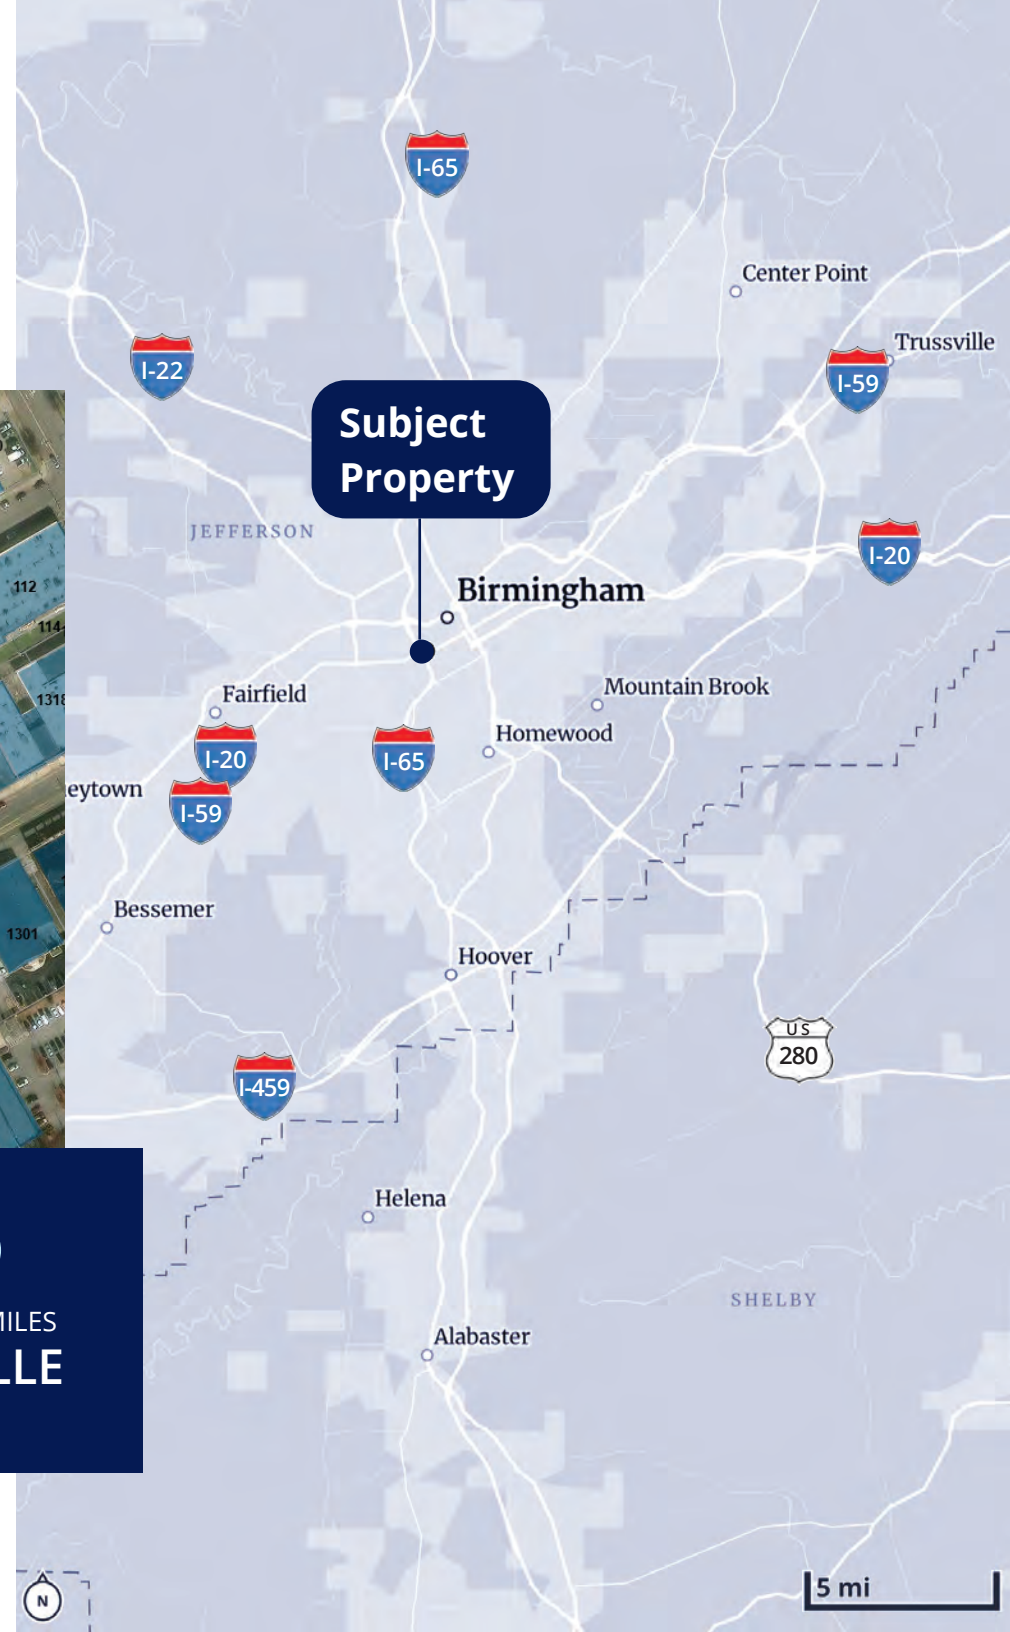 I-65
Center Point
Trussville
I-22
I-59
Subject
Property
JEFFERSON
I-20
112
Birmingham
114
1318
Fairfield
Mountain Brook
Homewood
I-20
I-65
eytown
I-59
Bessemer
1301
Hoover
US
280
I-459
Helena
SHELBY
MILES
LLE
Alabaster
5 mi
N